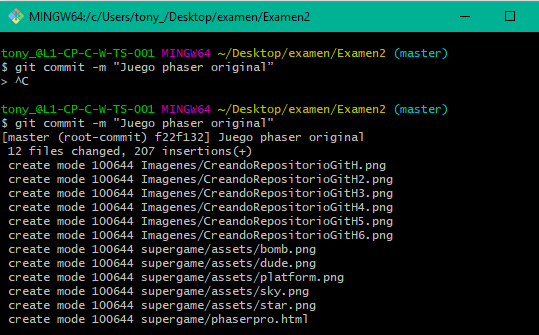 MINGW64:/c/Users/tony_/Desktop/examen/Examen2
tony_@L1-CP-C-W-TS-001 MINGW64 ~/Desktop/examen/Examen2 (master)
$ git commit -m "Juego phaser original”
> ^C
tony_@L1-CP-C-W-TS-001 MINGW64 ~/Desktop/examen/Examen2 (master)
$ git commit -m "Juego phaser original"
[master (root-commit) f22f132] Juego phaser original
12 files changed, 207 insertions(+)
create mode 100644 Imagenes/CreandoRepositorioGitH.png
create mode 100644 Imagenes/CreandoRepositorioGitH2.png
create mode 100644 Imagenes/CreandoRepositorioGitH3.png
create mode 100644 Imagenes/CreandoRepositorioGitH4.png
create mode 100644 Imagenes/CreandoRepositorioGitH5.png
create mode 100644 Imagenes/CreandoRepositorioGitH6.png
create mode 100644 supergame/assets/bomb.png
create mode 100644 supergame/assets/dude.png
create mode 100644 supergame/assets/platform.png
create mode 100644 supergame/assets/sky.png
create mode 100644 supergame/assets/star.png
create mode 100644 supergame/phaserpro.html